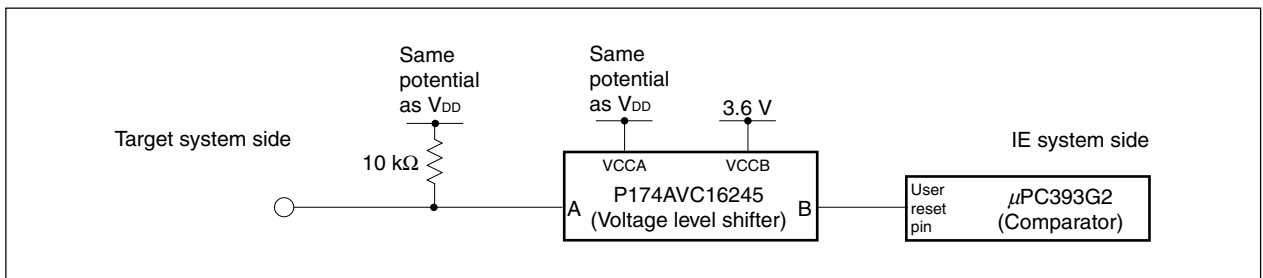 Same
potential
as VDD
Same
potential
as VDD
3.6 V
Target system side
IE system side
10 kΩ
VCCA
VCCB
P174AVC16245
(Voltage level shifter)
A
B
User
reset
pin
μPC393G2
(Comparator)